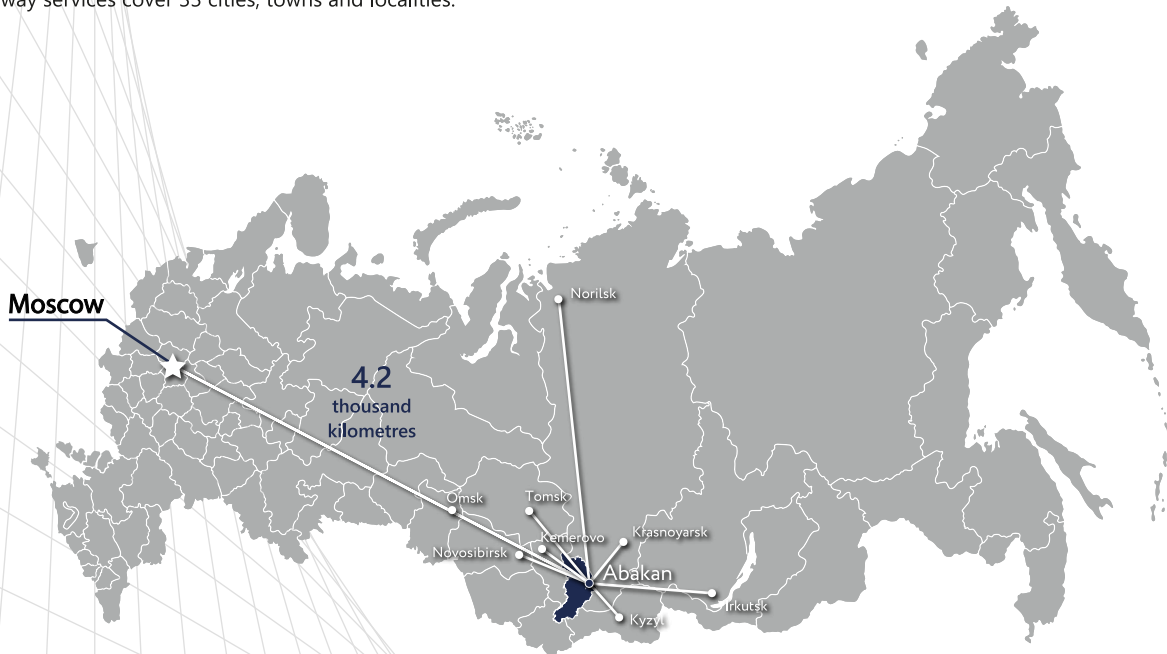 way services cover 53 cities, towns and localities.
Norilsk
Moscow
4.2
thousand
kilometres
Omsk
Tomsk
Krasnoyarsk
Kemerovo
Novosibirsk
Abakan
Irkutsk
Kyzyl